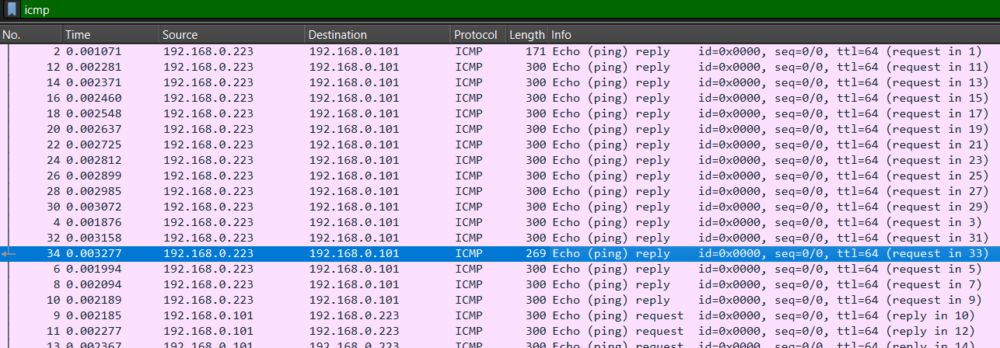 icmp
No. Time Source Destination Protocol Length Info
2 0.001071 192.168.0.223 192.168.0.101 ICMP 171 Echo (ping) reply id=0x0000, seq=0/0, ttl=64 (request in 1)
12 0.002281 192.168.0.223 192.168.0.101 ICMP 300 Echo (ping) reply id=0x0000, seq=0/0, ttl=64 (request in 11)
14 0.002371 192.168.0.223 192.168.0.101 ICMP 300 Echo (ping) reply id=0x0000, seq=0/0, ttl=64 (request in 13)
16 0.002460 192.168.0.223 192.168.0.101 ICMP 300 Echo (ping) reply id=0x0000, seq=0/0, ttl=64 (request in 15)
18 0.002548 192.168.0.223 192.168.0.101 ICMP 300 Echo (ping) reply id=0x0000, seq=0/0, ttl=64 (request in 17)
20 0.002637 192.168.0.223 192.168.0.101 ICMP 300 Echo (ping) reply id=0x0000, seq=0/0, ttl=64 (request in 19)
22 0.002725 192.168.0.223 192.168.0.101 ICMP 300 Echo (ping) reply id=0x0000, seq=0/0, ttl=64 (request in 21)
24 0.002812 192.168.0.223 192.168.0.101 ICMP 300 Echo (ping) reply id=0x0000, seq=0/0, ttl=64 (request in 23)
26 0.002899 192.168.0.223 192.168.0.101 ICMP 300 Echo (ping) reply id=0x0000, seq=0/0, ttl=64 (request in 25)
28 0.002985 192.168.0.223 192.168.0.101 ICMP 300 Echo (ping) reply id=0x0000, seq=0/0, ttl=64 (request in 27)
30 0.003072 192.168.0.223 192.168.0.101 ICMP 300 Echo (ping) reply id=0x0000, seq=0/0, ttl=64 (request in 29)
4 0.001876 192.168.0.223 192.168.0.101 ICMP 300 Echo (ping) reply id=0x0000, seq=0/0, ttl=64 (request in 3)
32 0.003158 192.168.0.223 192.168.0.101 ICMP 300 Echo (ping) reply id=0x0000, seq=0/0, ttl=64 (request in 31)
34 0.003277 192.168.0.223 192.168.0.101 ICMP 269 Echo (ping) reply id=0x0000, seq=0/0, ttl=64 (request in 33)
6 0.001994 192.168.0.223 192.168.0.101 ICMP 300 Echo (ping) reply id=0x0000, seq=0/0, ttl=64 (request in 5)
8 0.002094 192.168.0.223 192.168.0.101 ICMP 300 Echo (ping) reply id=0x0000, seq=0/0, ttl=64 (request in 7)
10 0.002189 192.168.0.223 192.168.0.101 ICMP 300 Echo (ping) reply id=0x0000, seq=0/0, ttl=64 (request in 9)
9 0.002185 192.168.0.101 192.168.0.223 ICMP 300 Echo (ping) request id=0x0000, seq=0/0, ttl=64 (reply in 10)
11 0.002277 192.168.0.101 192.168.0.223 ICMP 300 Echo (ping) request id=0x0000, seq=0/0, ttl=64 (reply in 12)
13 0.002367 192.168.0.101 192.168.0.223 ICMP 300 Echo (ping) request id=0x0000, seq=0/0, ttl=64 (reply in 14)